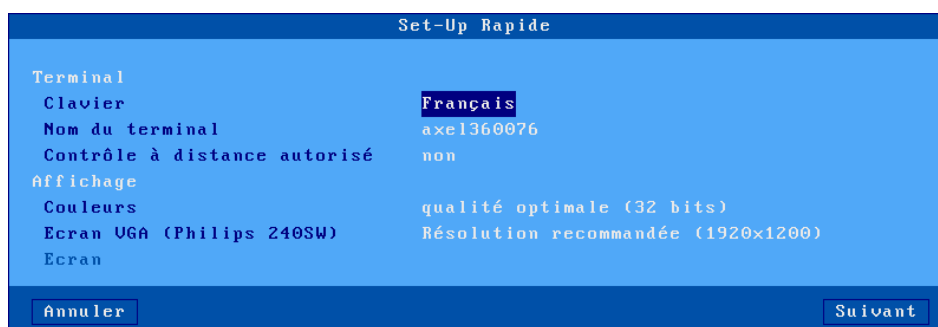 Set-Up Rapide
Terminal
Clavier Français
Nom du terminal axel360076
Contrôle à distance autorisé non
Affichage
Couleurs qualité optimale (32 bits)
Ecran VGA (Philips 240SW) Résolution recommandée (1920x1200)
Ecran
Annuler Suivant